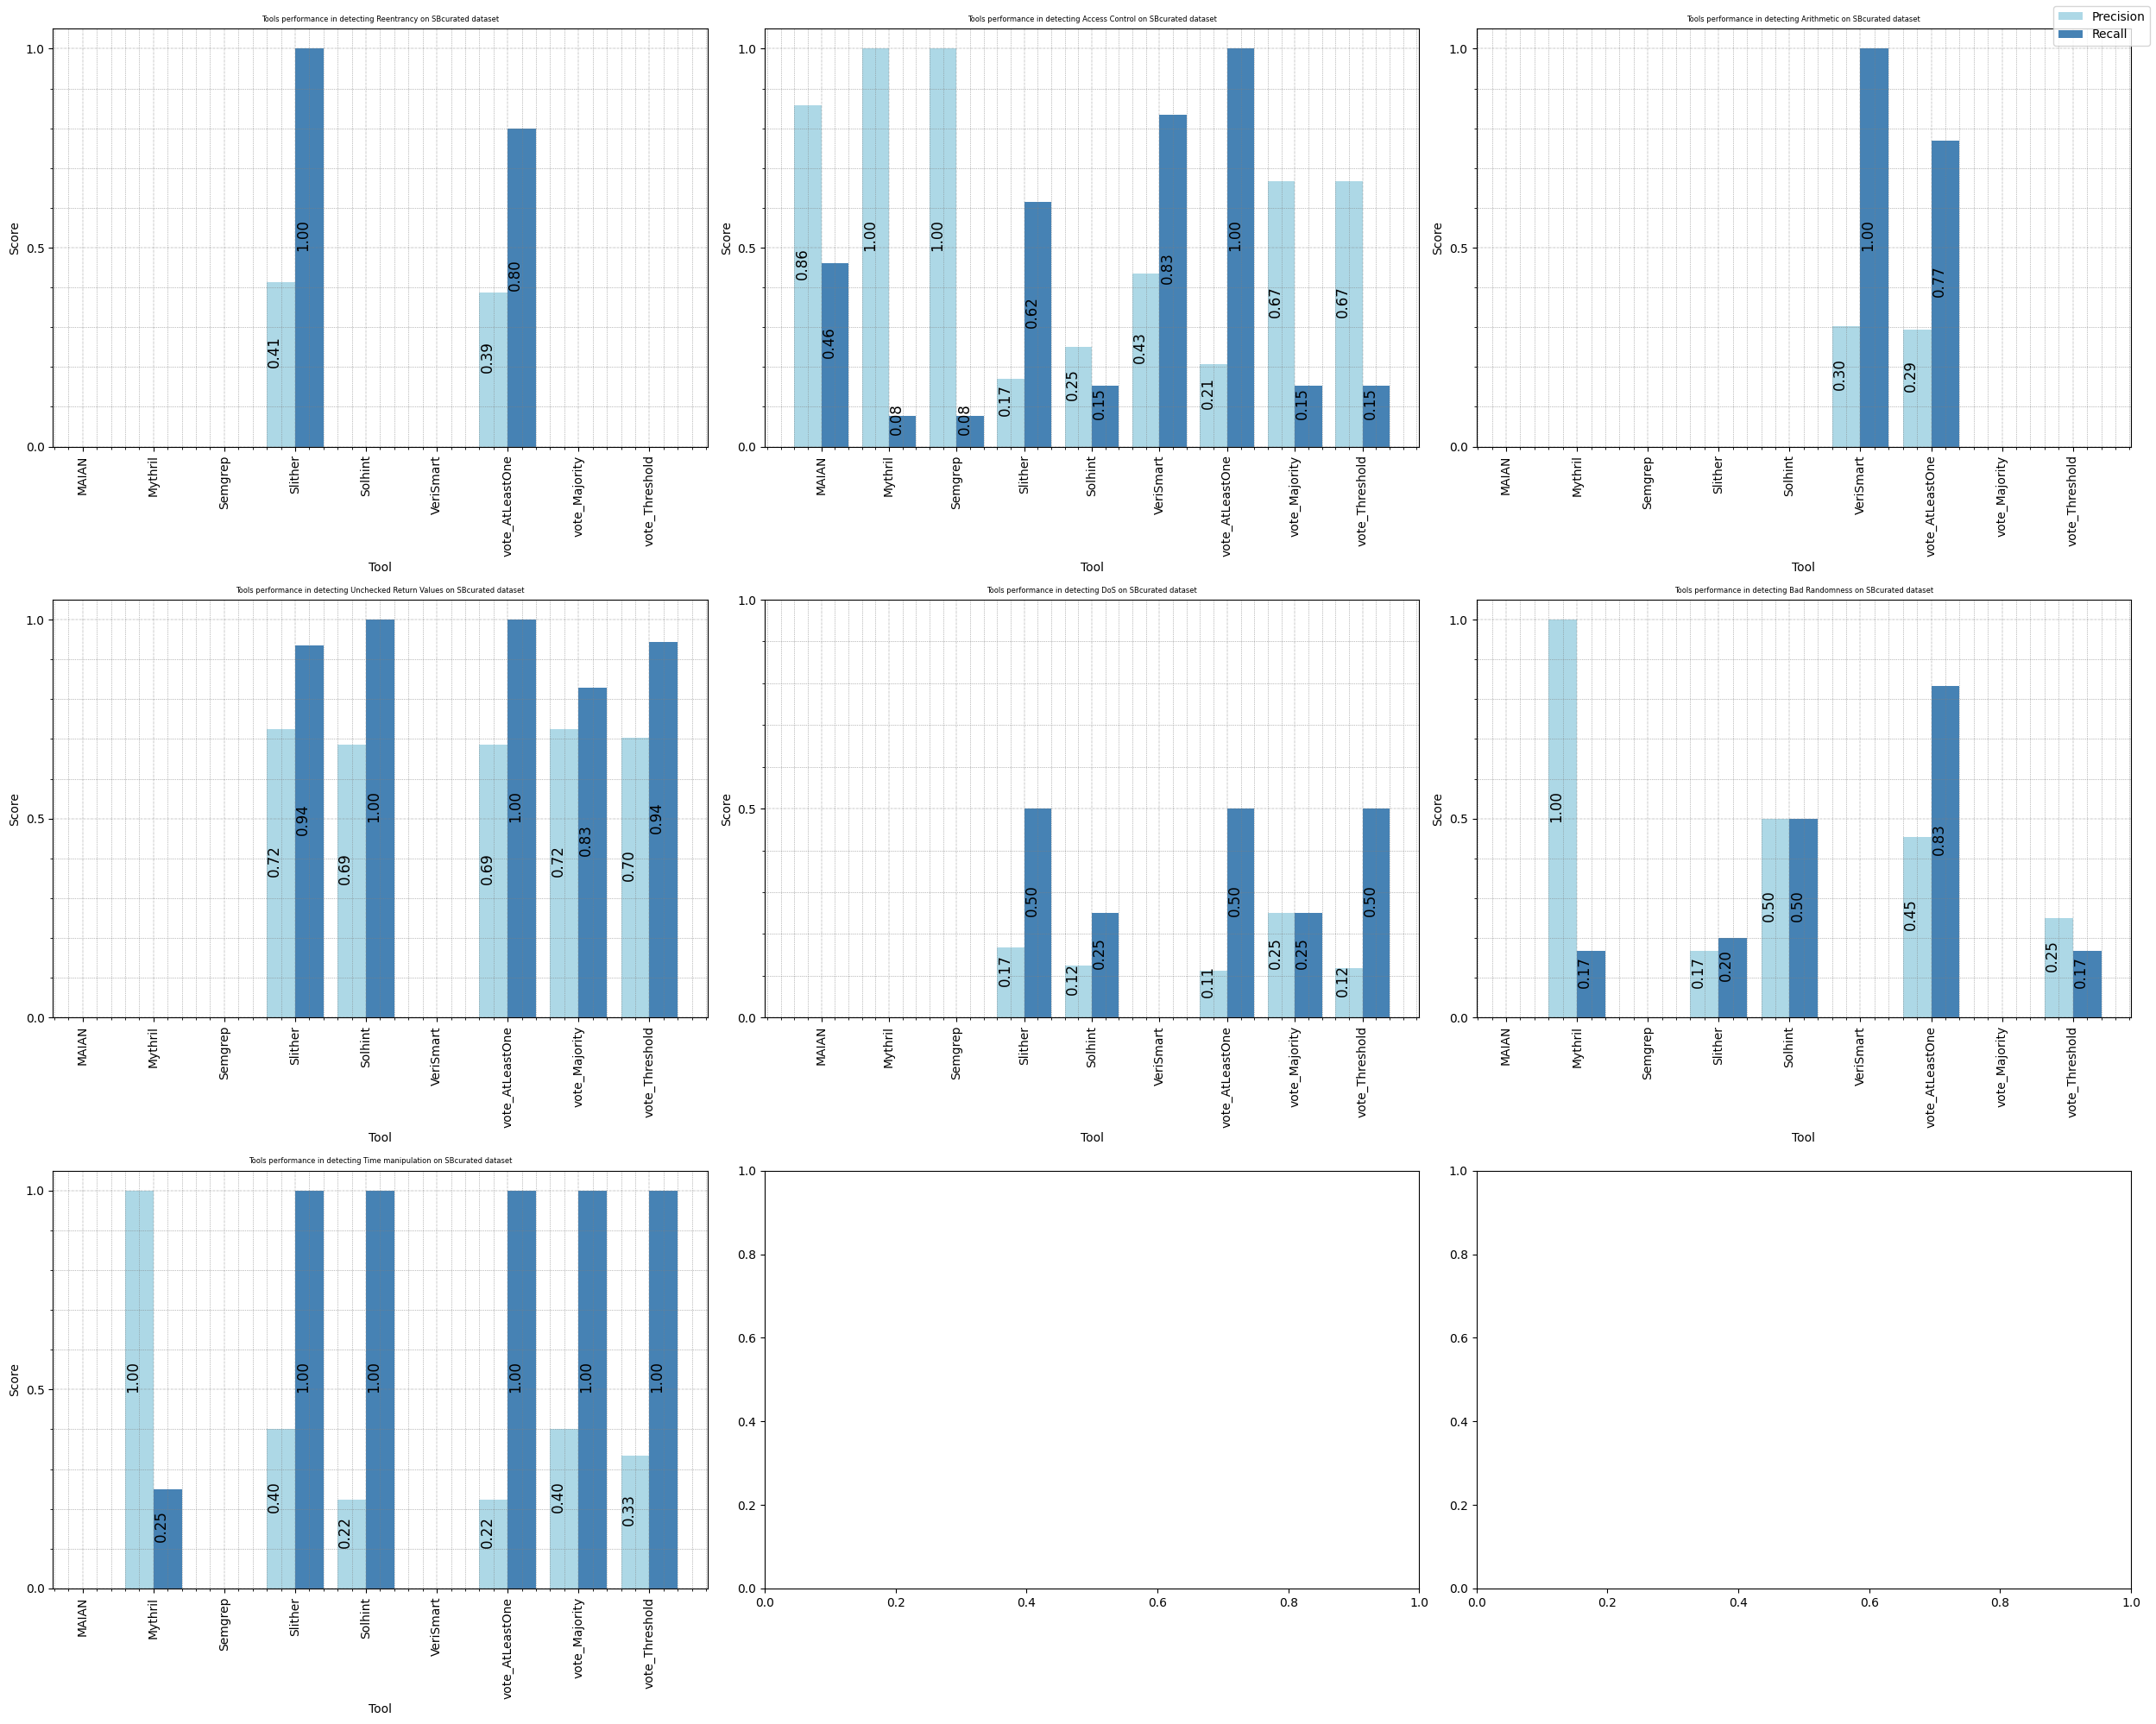 Tools performance in detecting Reentrancy on SBcurated dataset
Tools performance in detecting Access Control on SBcurated dataset
Tools performance in detecting Arithmetic on SBcurated dataset
Precision
Recall
1.0
0.5
0.0
Score
0.41
1.00
0.39
0.80
MAIAN
Mythril
Semgrep
Slither
Solhint
VeriSmart
vote_AtLeastOne
vote_Majority
vote_Threshold
Tool
1.0
0.5
0.0
Score
0.86
0.46
1.00
0.08
1.00
0.08
0.17
0.62
0.25
0.15
0.43
0.83
0.21
1.00
0.67
0.15
0.67
0.15
MAIAN
Mythril
Semgrep
Slither
Solhint
VeriSmart
vote_AtLeastOne
vote_Majority
vote_Threshold
Tool
1.0
0.5
0.0
Score
0.30
1.00
0.29
0.77
MAIAN
Mythril
Semgrep
Slither
Solhint
VeriSmart
vote_AtLeastOne
vote_Majority
vote_Threshold
Tool
Tools performance in detecting Unchecked Return Values on SBcurated dataset
1.0
0.5
0.0
Score
0.72
0.94
0.69
1.00
0.69
1.00
0.72
0.83
0.70
0.94
MAIAN
Mythril
Semgrep
Slither
Solhint
VeriSmart
vote_AtLeastOne
vote_Majority
vote_Threshold
Tool
Tools performance in detecting DoS on SBcurated dataset
1.0
0.5
0.0
Score
0.17
0.50
0.12
0.25
0.11
0.50
0.25
0.25
0.12
0.50
MAIAN
Mythril
Semgrep
Slither
Solhint
VeriSmart
vote_AtLeastOne
vote_Majority
vote_Threshold
Tool
Tools performance in detecting Bad Randomness on SBcurated dataset
1.0
0.5
0.0
Score
1.00
0.17
0.17
0.20
0.50
0.50
0.45
0.83
0.25
0.17
MAIAN
Mythril
Semgrep
Slither
Solhint
VeriSmart
vote_AtLeastOne
vote_Majority
vote_Threshold
Tool
Tools performance in detecting Time manipulation on SBcurated dataset
1.0
0.5
0.0
Score
1.00
0.25
0.40
1.00
0.22
1.00
0.22
1.00
0.40
1.00
0.33
1.00
MAIAN
Mythril
Semgrep
Slither
Solhint
VeriSmart
vote_AtLeastOne
vote_Majority
vote_Threshold
Tool
1.0
0.8
0.6
0.4
0.2
0.0
0.0 0.2 0.4 0.6 0.8 1.0
1.0
0.8
0.6
0.4
0.2
0.0
0.0 0.2 0.4 0.6 0.8 1.0